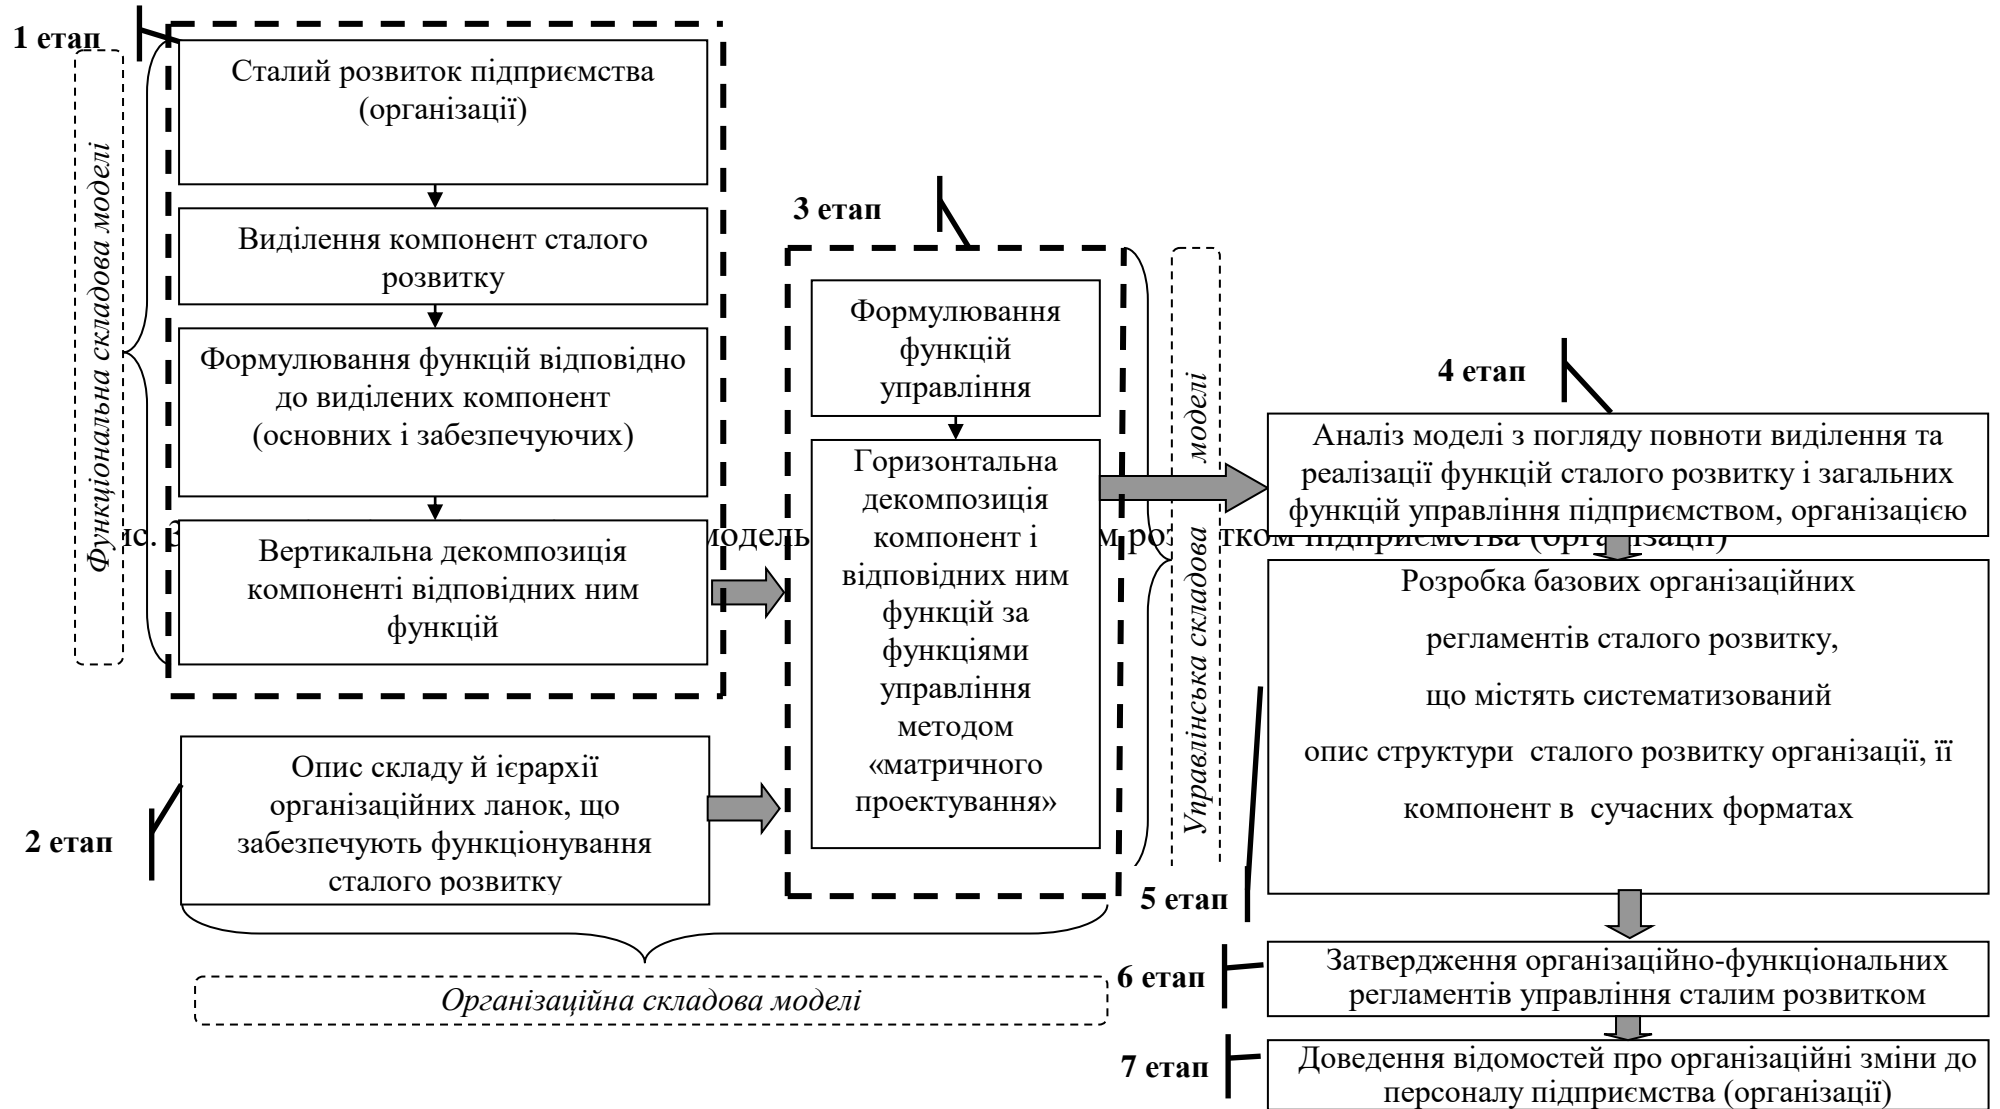 1 етап
Сталий розвиток підприємства
(організації)
Виділення компонент сталого
розвитку
Формулювання функцій відповідно
до виділених компонент
(основних і забезпечуючих)
Вертикальна декомпозиція
компоненті відповідних ним
функцій
Функціональна складова моделі
2 етап
Опис складу й ієрархії
організаційних ланок, що
забезпечують функціонування
сталого розвитку
Організаційна складова моделі
3 етап
Формулювання
функцій
управління
Горизонтальна
декомпозиція
компонент і
відповідних ним
функцій за
функціями
управління
методом
«матричного
проектування»
Управлінська складова моделі
4 етап
Аналіз моделі з погляду повноти виділення та
реалізації функцій сталого розвитку і загальних
функцій управління підприємством, організацією
модель підприємства (організації)
5 етап
Розробка базових організаційних
регламентів сталого розвитку,
що містять систематизований
опис структури сталого розвитку організації, її
компонент в сучасних форматах
6 етап
Затвердження організаційно-функціональних
регламентів управління сталим розвитком
7 етап
Доведення відомостей про організаційні зміни до
персоналу підприємства (організації)